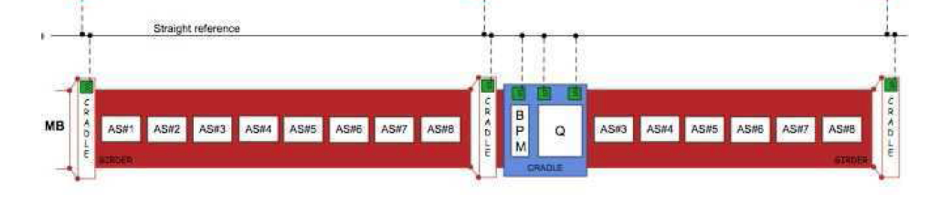 Straight reference
MB
CRADLE
AS#1 AS#2 AS#3 AS#4 AS#5 AS#6 AS#7 AS#8
GIRDER
CRADLE
BPM
Q
CRADLE
AS#3 AS#4 AS#5 AS#6 AS#7 AS#8
GIRDER
CRADLE